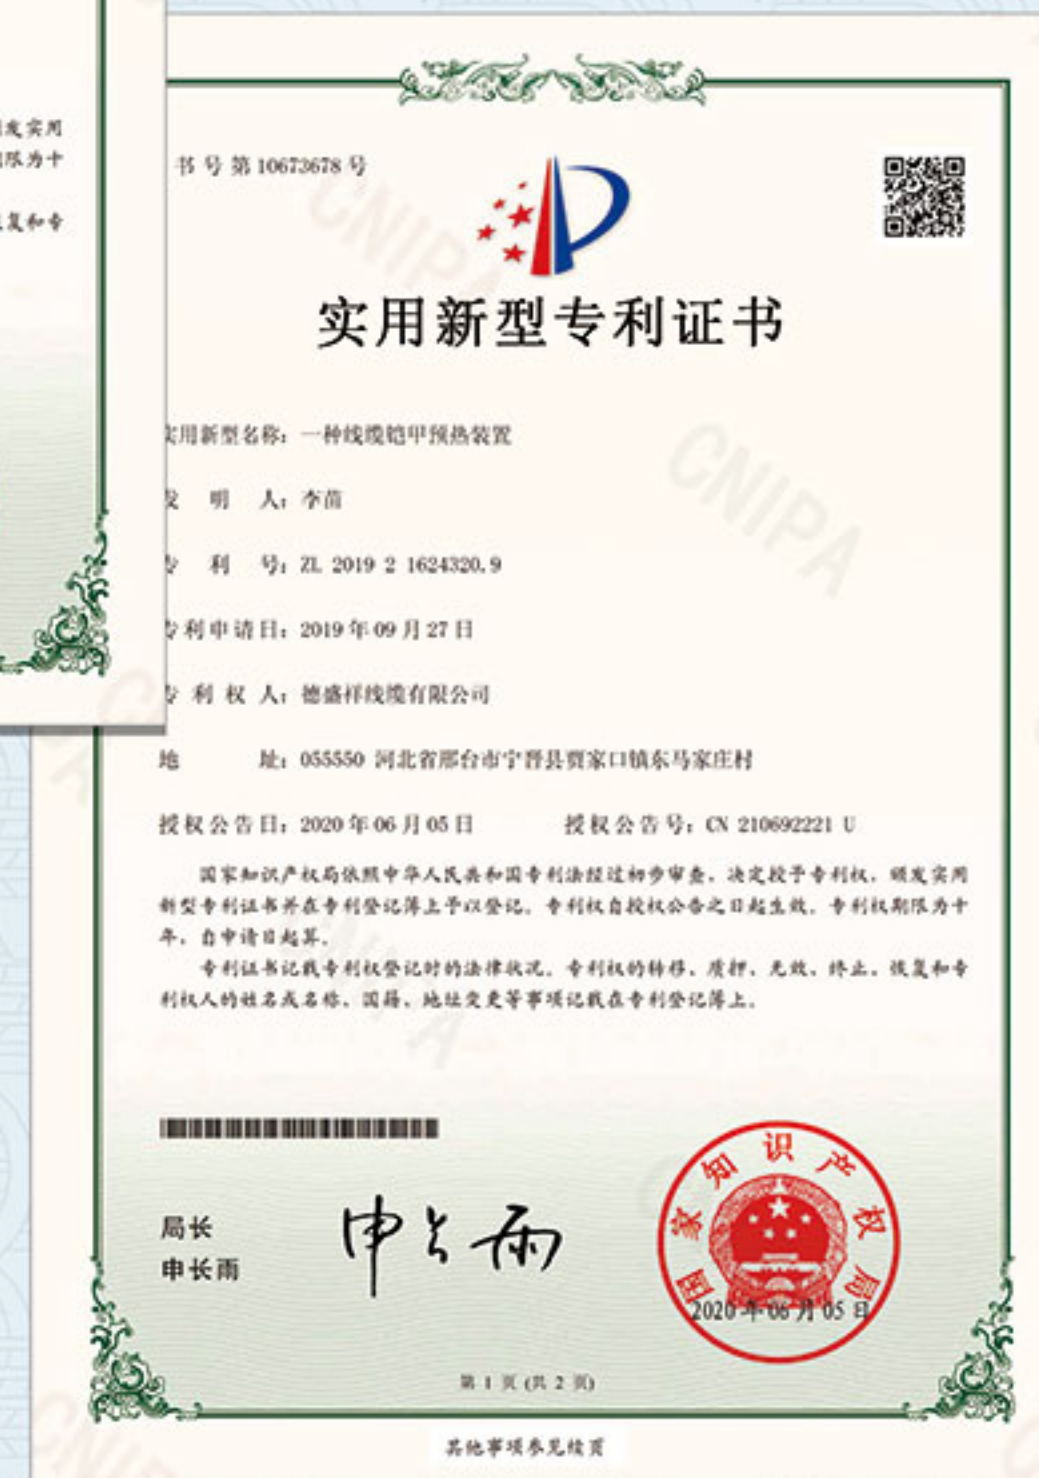 发实用
限为十
复和专
书号第10673678号
实用新型专利证书
实用新型名称：一种线缆铠甲预热装置
发明人：李苗
专利号：ZL 2019 2 1624320.9
专利申请日：2019年09月27日
专利权人：德盛祥线缆有限公司
地址：055550 河北省邢台市宁晋县贾家口镇东马家庄村
授权公告日：2020年06月05日 授权公告号：CN 210692221 U
国家知识产权局依照中华人民共和国专利法经过初步审查，决定授予专利权，颁发实用
新型专利证书并在专利登记簿上予以登记。专利权自授权公告之日起生效。专利权期限为十
年，自申请日起算。
专利证书记载专利权登记时的法律状况。专利权的转移、质押、无效、终止、恢复和专
利权人的姓名或名称、国籍、地址变更等事项记载在专利登记簿上。
局长
申长雨
申长雨
国家知识产权局
2020年06月05日
第 1 页 (共 2 页)
其他事项参见续页
CNIPA
CNIPA
CNIPA